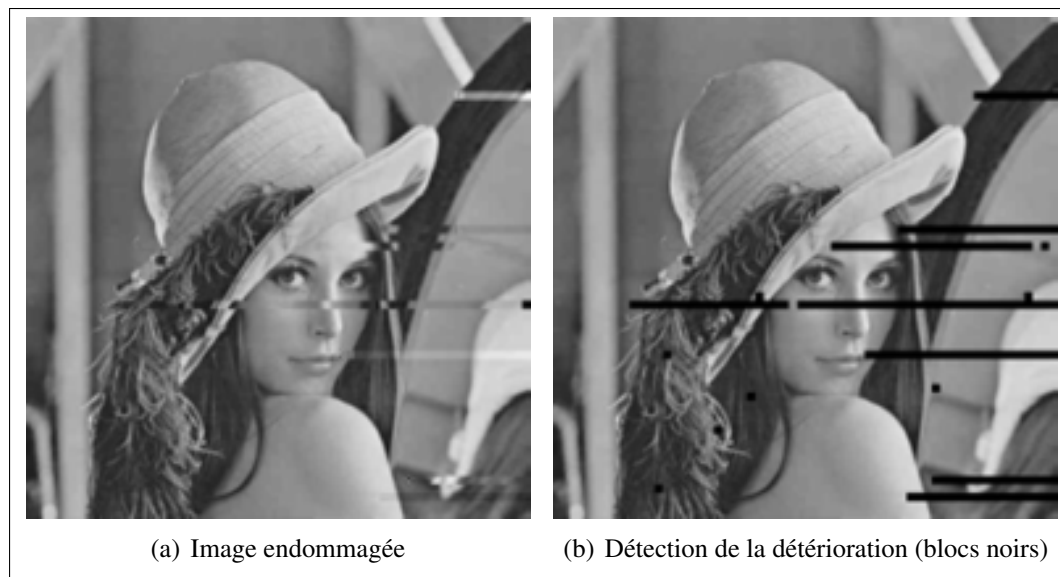 (a) Image endommagée
(b) Détection de la détérioration (blocs noirs)